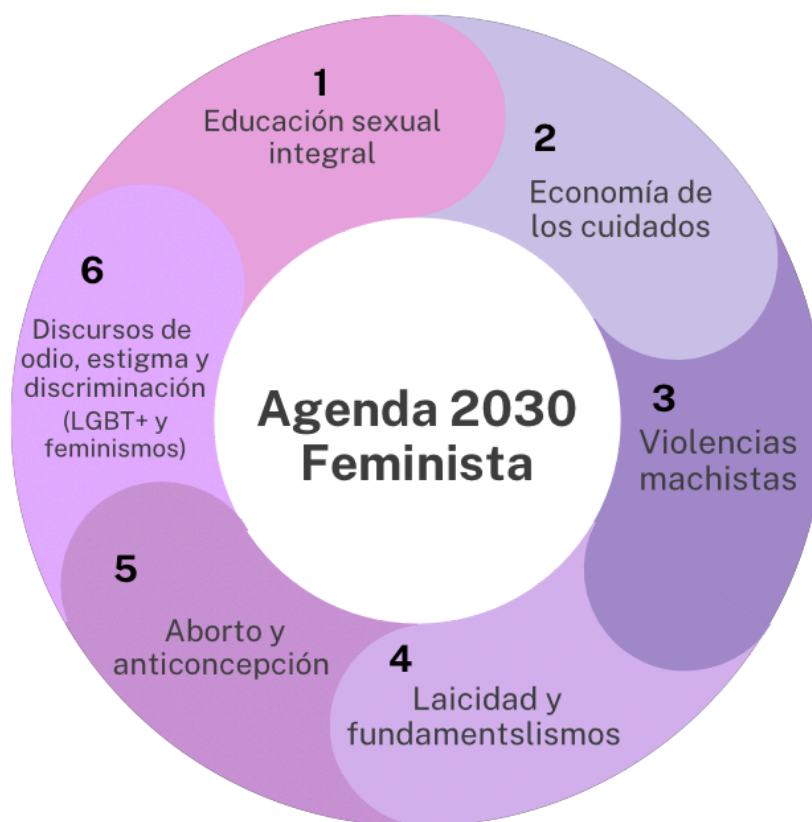 1
Educación sexual
integral
2
Economía de
los cuidados
3
Violencias
machistas
4
Laicidad y
fundamentslismos
5
Aborto y
anticoncepción
6
Discursos de
odio, estigma y
discriminación
(LGBT+ y
feminismos)
Agenda 2030
Feminista